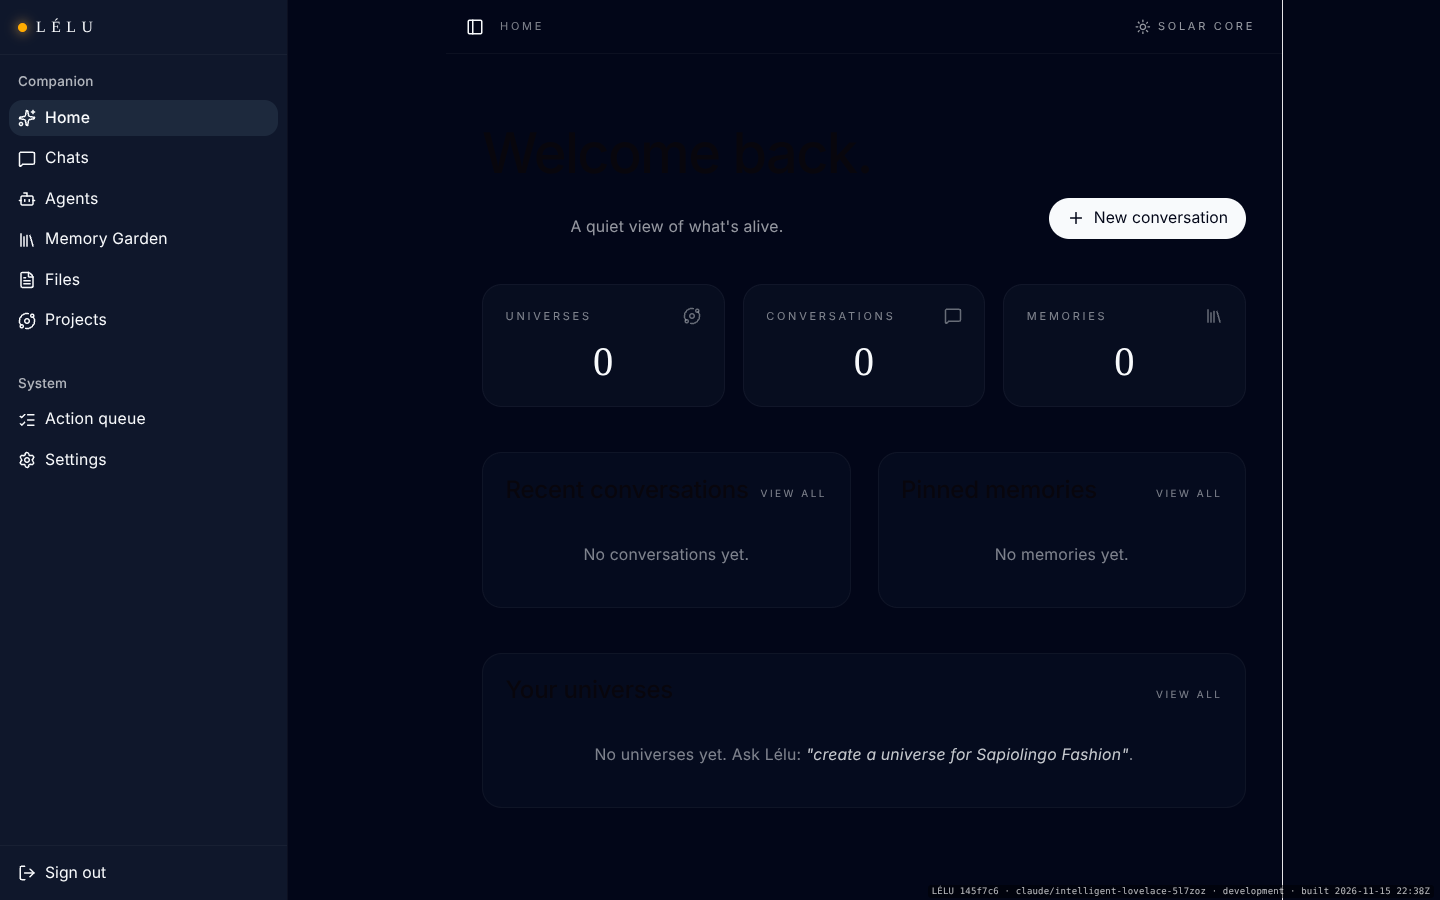 LÉLU
HOME
SOLAR CORE
Companion
Home
Chats
Agents
Memory Garden
Files
Projects
System
Action queue
Settings
Sign out
Welcome back.
A quiet view of what's alive.
New conversation
UNIVERSES
0
CONVERSATIONS
0
MEMORIES
0
Recent conversations
VIEW ALL
No conversations yet.
Pinned memories
VIEW ALL
No memories yet.
Your universes
VIEW ALL
No universes yet. Ask Lélu: "create a universe for Sapiolingo Fashion".
LÉLU 145f7c6 · claude/intelligent-lovelace-5l7zoz · development · built 2026-11-15 22:38Z